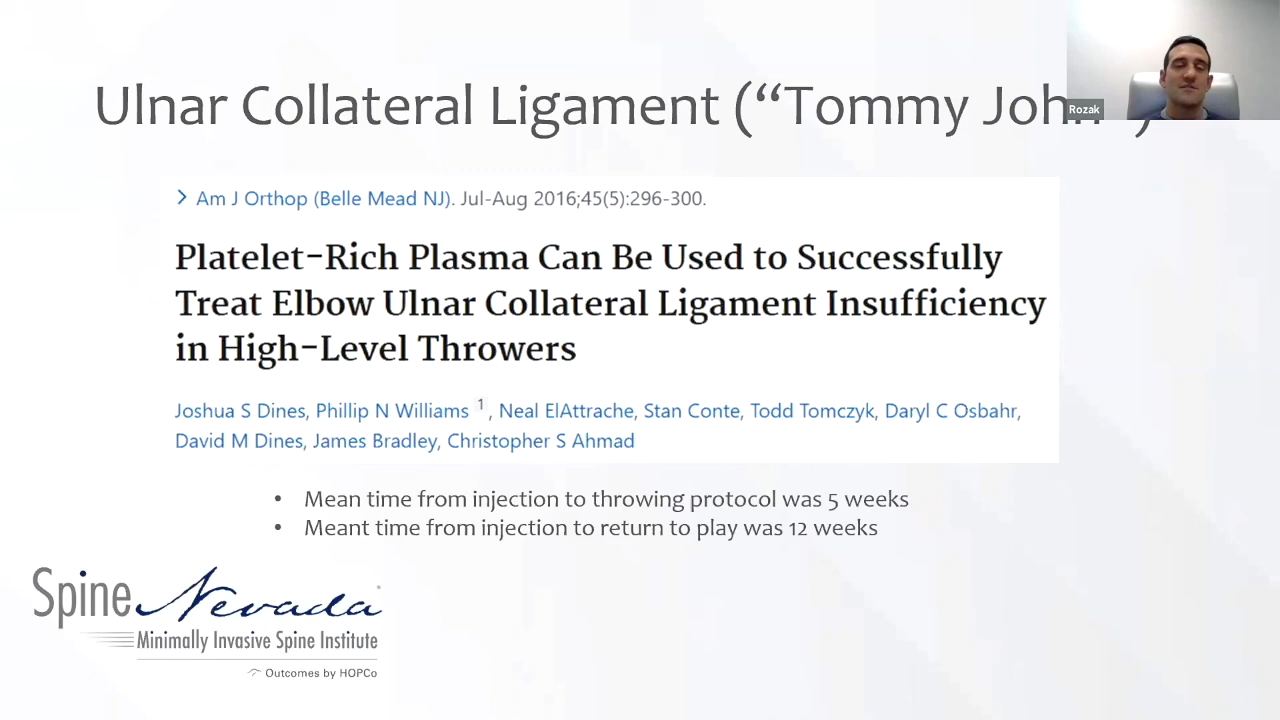 Ulnar Collateral Ligament (“Tommy John”)
Rozak
> Am J Orthop (Belle Mead NJ). Jul-Aug 2016;45(5):296-300.
Platelet-Rich Plasma Can Be Used to Successfully
Treat Elbow Ulnar Collateral Ligament Insufficiency
in High-Level Throwers
Joshua S Dines, Phillip N Williams 1, Neal ElAttrache, Stan Conte, Todd Tomczyk, Daryl C Osbahr,
David M Dines, James Bradley, Christopher S Ahmad
• Mean time from injection to throwing protocol was 5 weeks
• Meant time from injection to return to play was 12 weeks
Spine Nevada
Minimally Invasive Spine Institute
Outcomes by HOPCo